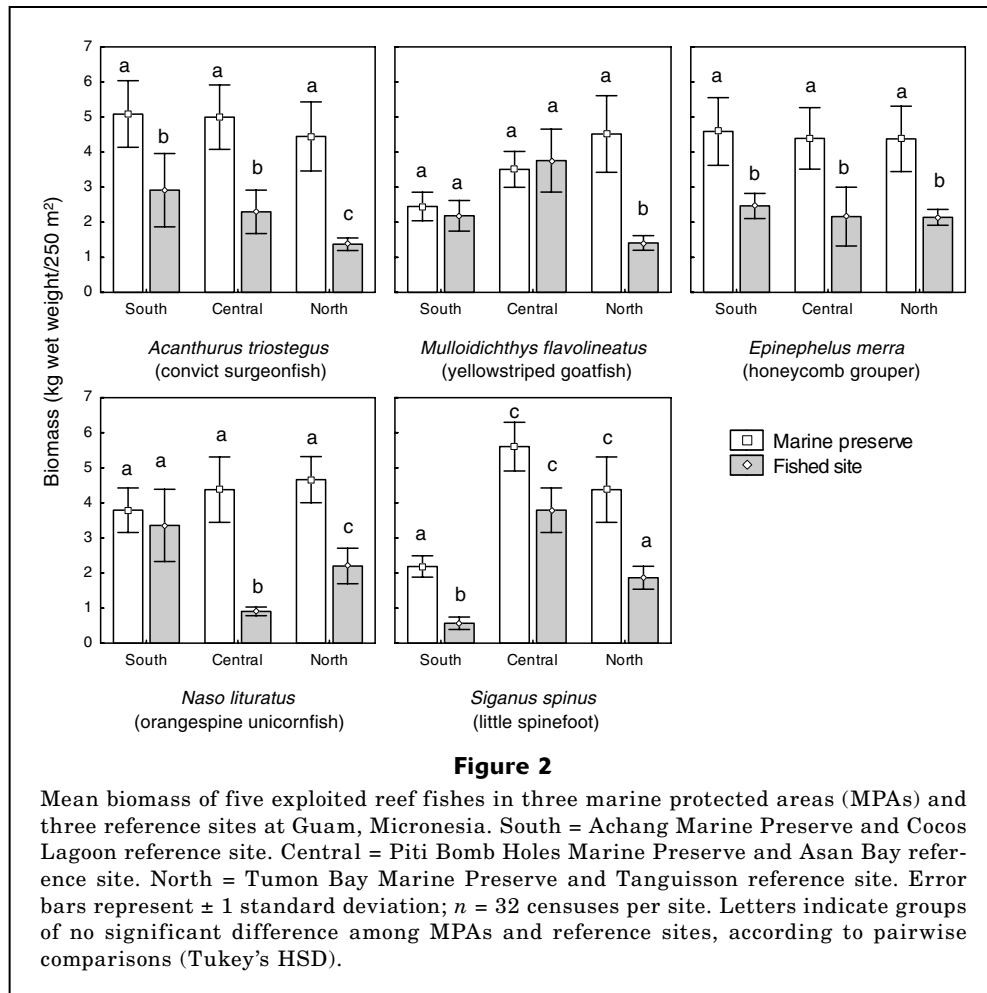 Biomass (kg wet weight/250 m²)
7
6
5
4
3
2
1
0
a
b
a
b
a
c
South
Central
North
Acanthurus triostegus
(convict surgeonfish)
a
a
a
a
a
b
South
Central
North
Mulloidichthys flavolineatus
(yellowstriped goatfish)
a
b
a
b
a
b
South
Central
North
Epinephelus merra
(honeycomb grouper)
7
6
5
4
3
2
1
0
a
a
a
b
a
c
South
Central
North
Naso lituratus
(orangespine unicornfish)
a
b
c
c
c
a
South
Central
North
Siganus spinus
(little spinefoot)
Marine preserve
Fished site
Figure 2
Mean biomass of five exploited reef fishes in three marine protected areas (MPAs) and
three reference sites at Guam, Micronesia. South = Achang Marine Preserve and Cocos
Lagoon reference site. Central = Piti Bomb Holes Marine Preserve and Asan Bay refer-
ence site. North = Tumon Bay Marine Preserve and Tanguisson reference site. Error
bars represent ± 1 standard deviation; n = 32 censuses per site. Letters indicate groups
of no significant difference among MPAs and reference sites, according to pairwise
comparisons (Tukey's HSD).